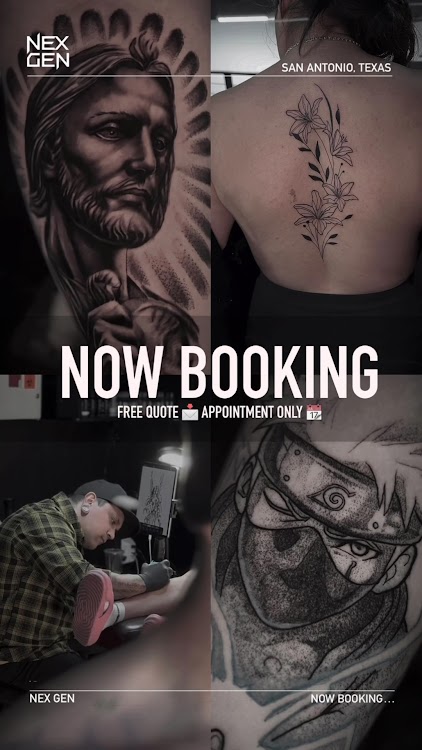 NEX
GEN
SAN ANTONIO, TEXAS
NOW BOOKING
FREE QUOTE 📩 APPOINTMENT ONLY 📅
NEX GEN
NOW BOOKING...